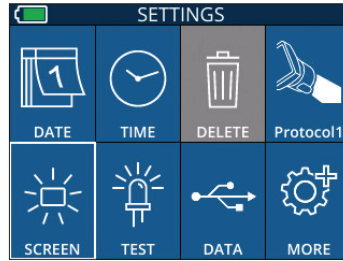 SETTINGS
1
DATE TIME DELETE Protocol1
SCREEN TEST DATA MORE